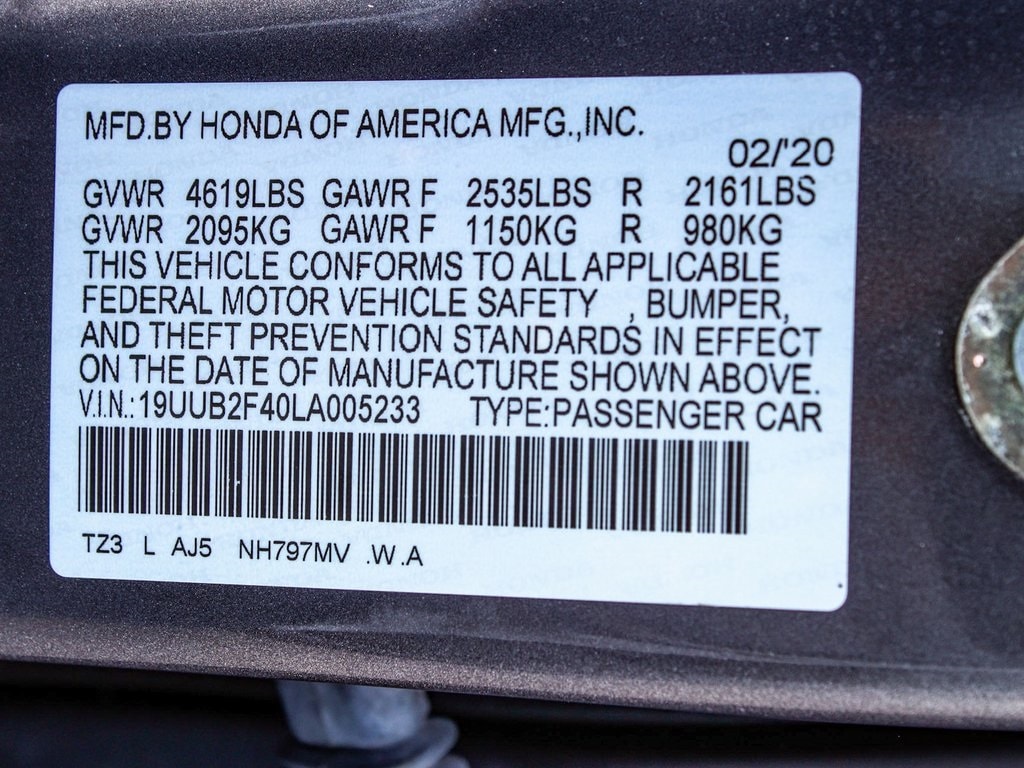 MFD.BY HONDA OF AMERICA MFG.,INC.
02/'20
GVWR 4619LBS GAWR F 2535LBS R 2161LBS
GVWR 2095KG GAWR F 1150KG R 980KG
THIS VEHICLE CONFORMS TO ALL APPLICABLE
FEDERAL MOTOR VEHICLE SAFETY , BUMPER,
AND THEFT PREVENTION STANDARDS IN EFFECT
ON THE DATE OF MANUFACTURE SHOWN ABOVE.
V.I.N.: 19UUB2F40LA005233 TYPE:PASSENGER CAR
TZ3 L AJ5 NH797MV .W.A